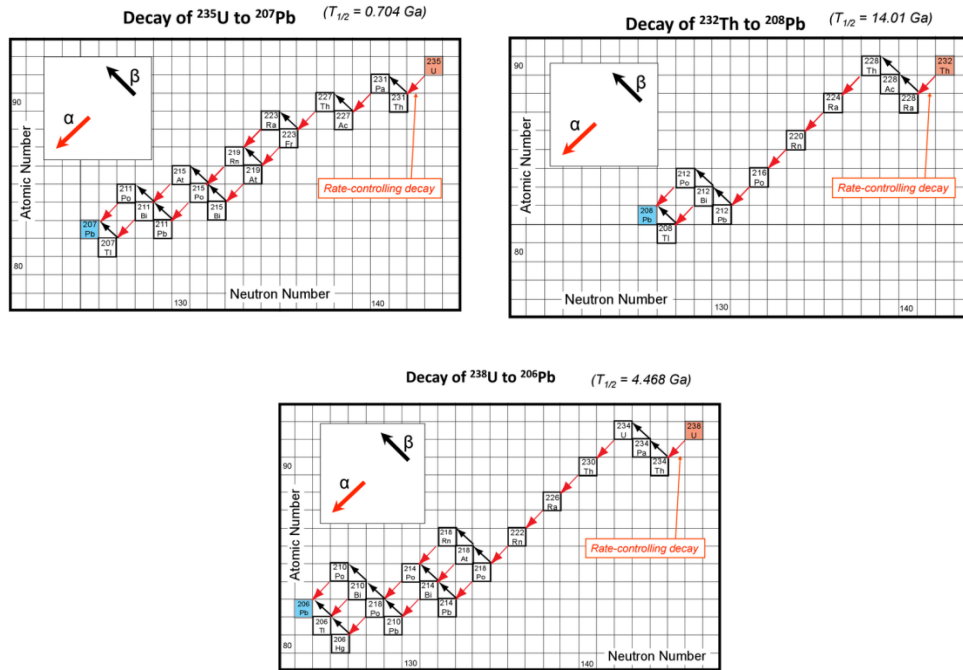 Decay of ²³⁵U to ²⁰⁷Pb
(T1/2 = 0.704 Ga)
Atomic Number
90
80
β
α
235
U
231
Pa
231
Th
227
Th
227
Ac
223
Ra
223
Fr
219
Rn
219
At
215
At
215
Po
215
Bi
211
Po
211
Bi
211
Pb
207
Pb
207
Tl
Rate-controlling decay
Neutron Number
130
140
Decay of ²³²Th to ²⁰⁸Pb
(T1/2 = 14.01 Ga)
Atomic Number
90
80
β
α
232
Th
228
Th
228
Ac
228
Ra
224
Ra
220
Rn
216
Po
212
Po
212
Bi
212
Pb
208
Pb
208
Tl
Rate-controlling decay
Neutron Number
130
140
Decay of ²³⁸U to ²⁰⁶Pb
(T1/2 = 4.468 Ga)
Atomic Number
90
80
β
α
238
U
234
U
234
Pa
234
Th
230
Th
226
Ra
222
Rn
218
Rn
218
At
218
Po
214
Po
214
Bi
214
Pb
210
Po
210
Bi
218
Po
210
Pb
206
Pb
206
Tl
206
Hg
Rate-controlling decay
130
140
Neutron Number